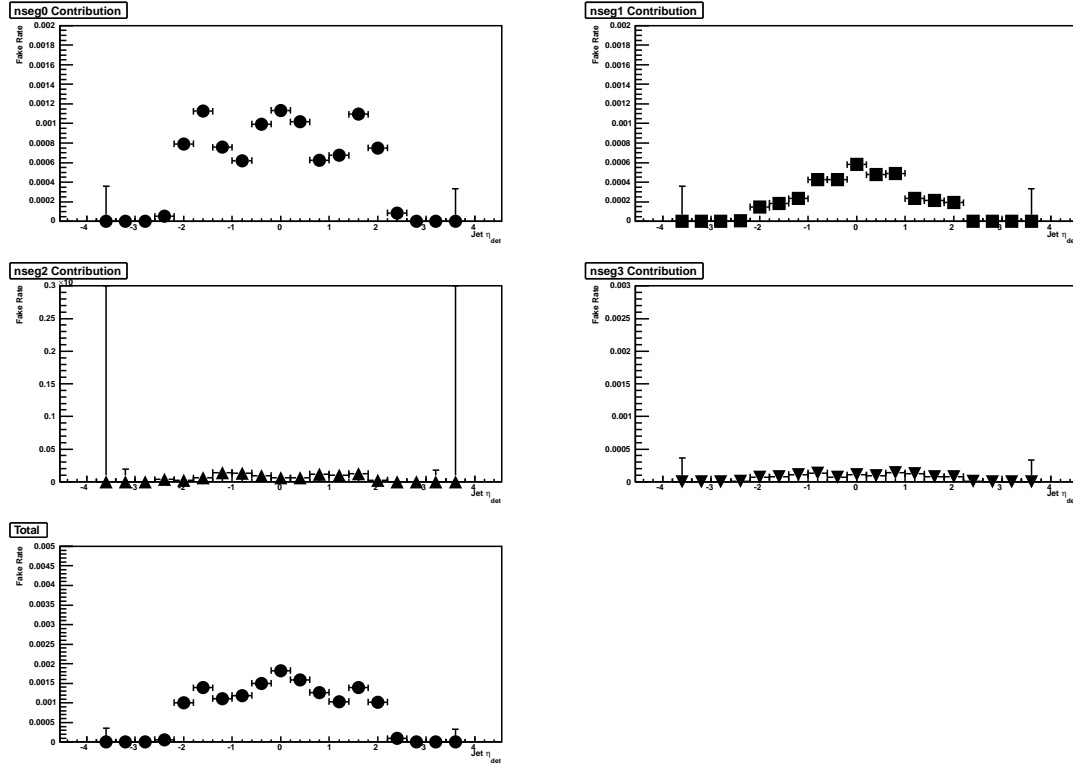 nseg0 Contribution
Fake Rate
0.002
0.0018
0.0016
0.0014
0.0012
0.001
0.0008
0.0006
0.0004
0.0002
0
-4 -3 -2 -1 0 1 2 3 4
Jet η det
nseg1 Contribution
Fake Rate
0.002
0.0018
0.0016
0.0014
0.0012
0.001
0.0008
0.0006
0.0004
0.0002
0
-4 -3 -2 -1 0 1 2 3 4
Jet η det
nseg2 Contribution
Fake Rate
0.3
0.25
0.2
0.15
0.1
0.05
0
-4 -3 -2 -1 0 1 2 3 4
Jet η det
nseg3 Contribution
Fake Rate
0.003
0.0025
0.002
0.0015
0.001
0.0005
0
-4 -3 -2 -1 0 1 2 3 4
Jet η det
Total
Fake Rate
0.005
0.0045
0.004
0.0035
0.003
0.0025
0.002
0.0015
0.001
0.0005
0
-4 -3 -2 -1 0 1 2 3 4
Jet η det